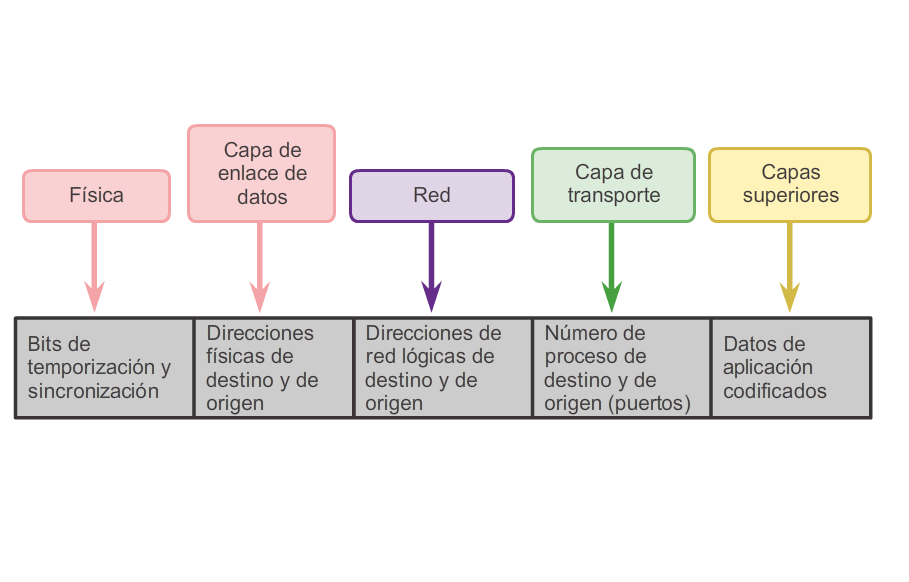 Física
Capa de
enlace de
datos
Red
Capa de
transporte
Capas
superiores
Bits de
temporización y
sincronización
Direcciones
físicas de
destino y de
origen
Direcciones de
red lógicas de
destino y de
origen
Número de
proceso de
destino y de
origen (puertos)
Datos de
aplicación
codificados